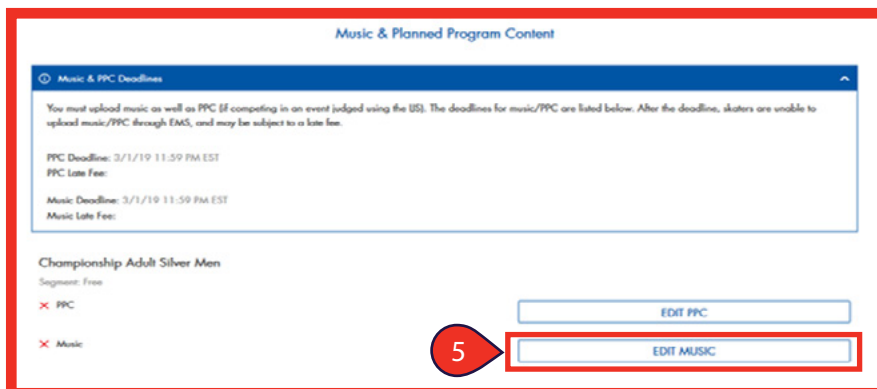 Music & Planned Program Content
Music & PPC Deadlines
You must upload music as well as PPC (if competing in an event judged using the IJS). The deadlines for music/PPC are listed below. After the deadline, skaters are unable to
upload music/PPC through EMS, and may be subject to a late fee.
PPC Deadline: 3/1/19 11:59 PM EST
PPC Late Fee:
Music Deadline: 3/1/19 11:59 PM EST
Music Late Fee:
Championship Adult Silver Men
Segment: Free
PPC
EDIT PPC
Music
5
EDIT MUSIC